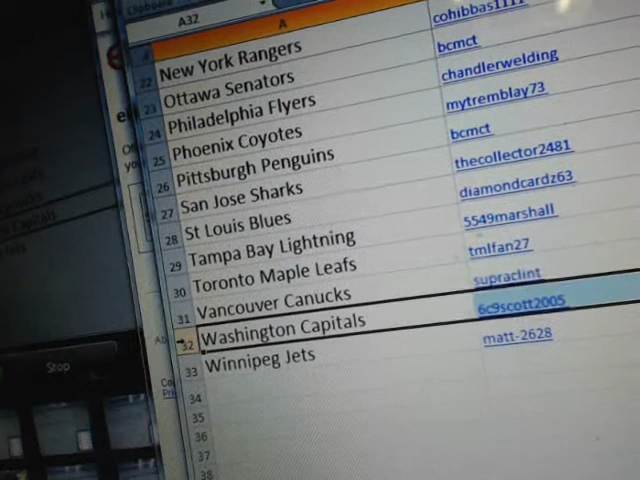 Clipboard
A32
A
22 New York Rangers cohibbas1111
23 Ottawa Senators bcmct
24 Philadelphia Flyers chandlerwelding
25 Phoenix Coyotes mytremblay73
26 Pittsburgh Penguins bcmct
27 San Jose Sharks thecollector2481
28 St Louis Blues diamondcardz63
29 Tampa Bay Lightning 5549marshall
30 Toronto Maple Leafs tmlfan27
31 Vancouver Canucks supraclint
32 Washington Capitals 6c9scott2005
33 Winnipeg Jets matt-2628
34
35
36
37
38
Stop